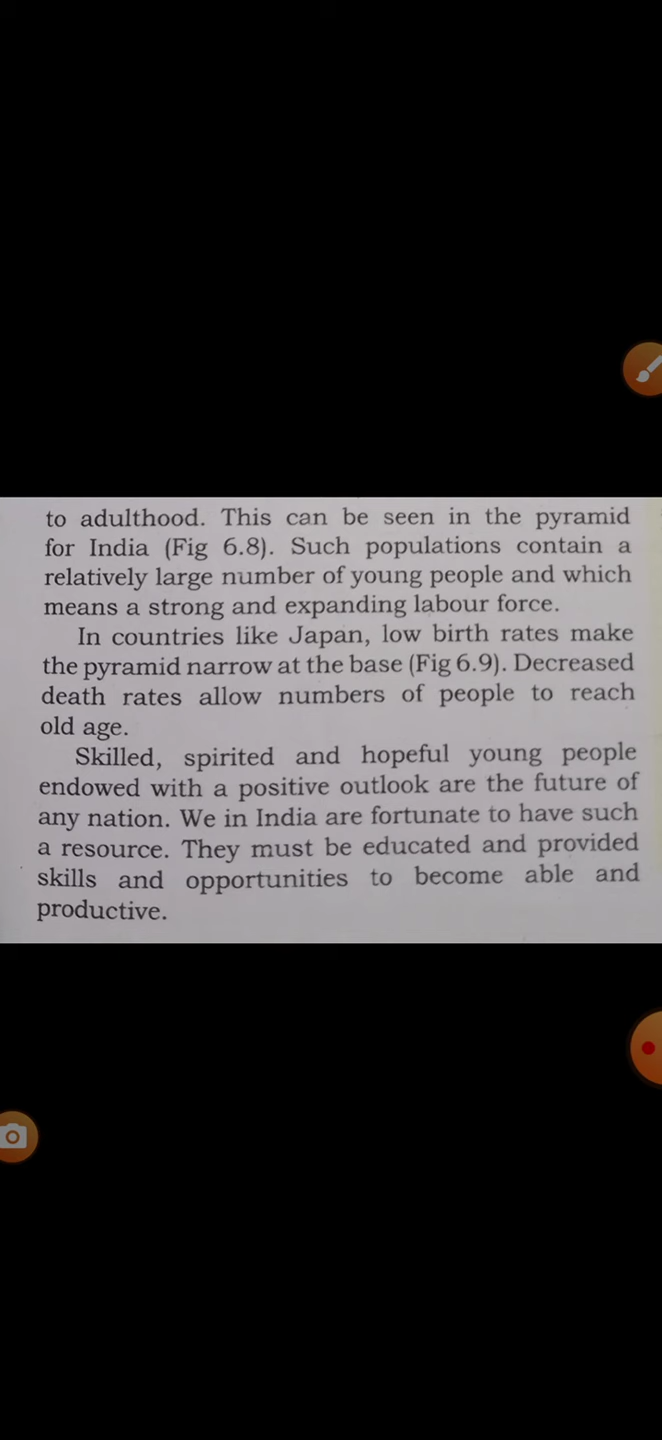 to adulthood. This can be seen in the pyramid
for India (Fig 6.8). Such populations contain a
relatively large number of young people and which
means a strong and expanding labour force.
In countries like Japan, low birth rates make
the pyramid narrow at the base (Fig 6.9). Decreased
death rates allow numbers of people to reach
old age.
Skilled, spirited and hopeful young people
endowed with a positive outlook are the future of
any nation. We in India are fortunate to have such
a resource. They must be educated and provided
skills and opportunities to become able and
productive.